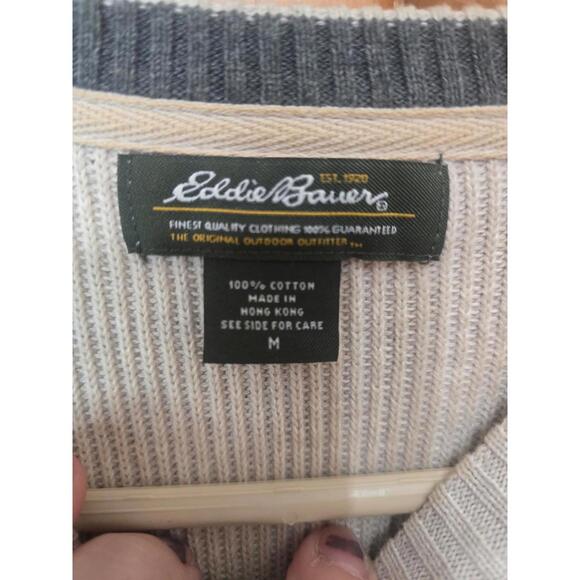 EST. 1920
Eddie Bauer®
FINEST QUALITY CLOTHING 100% GUARANTEED
THE ORIGINAL OUTDOOR OUTFITTER ™
100% COTTON
MADE IN
HONG KONG
SEE SIDE FOR CARE
M